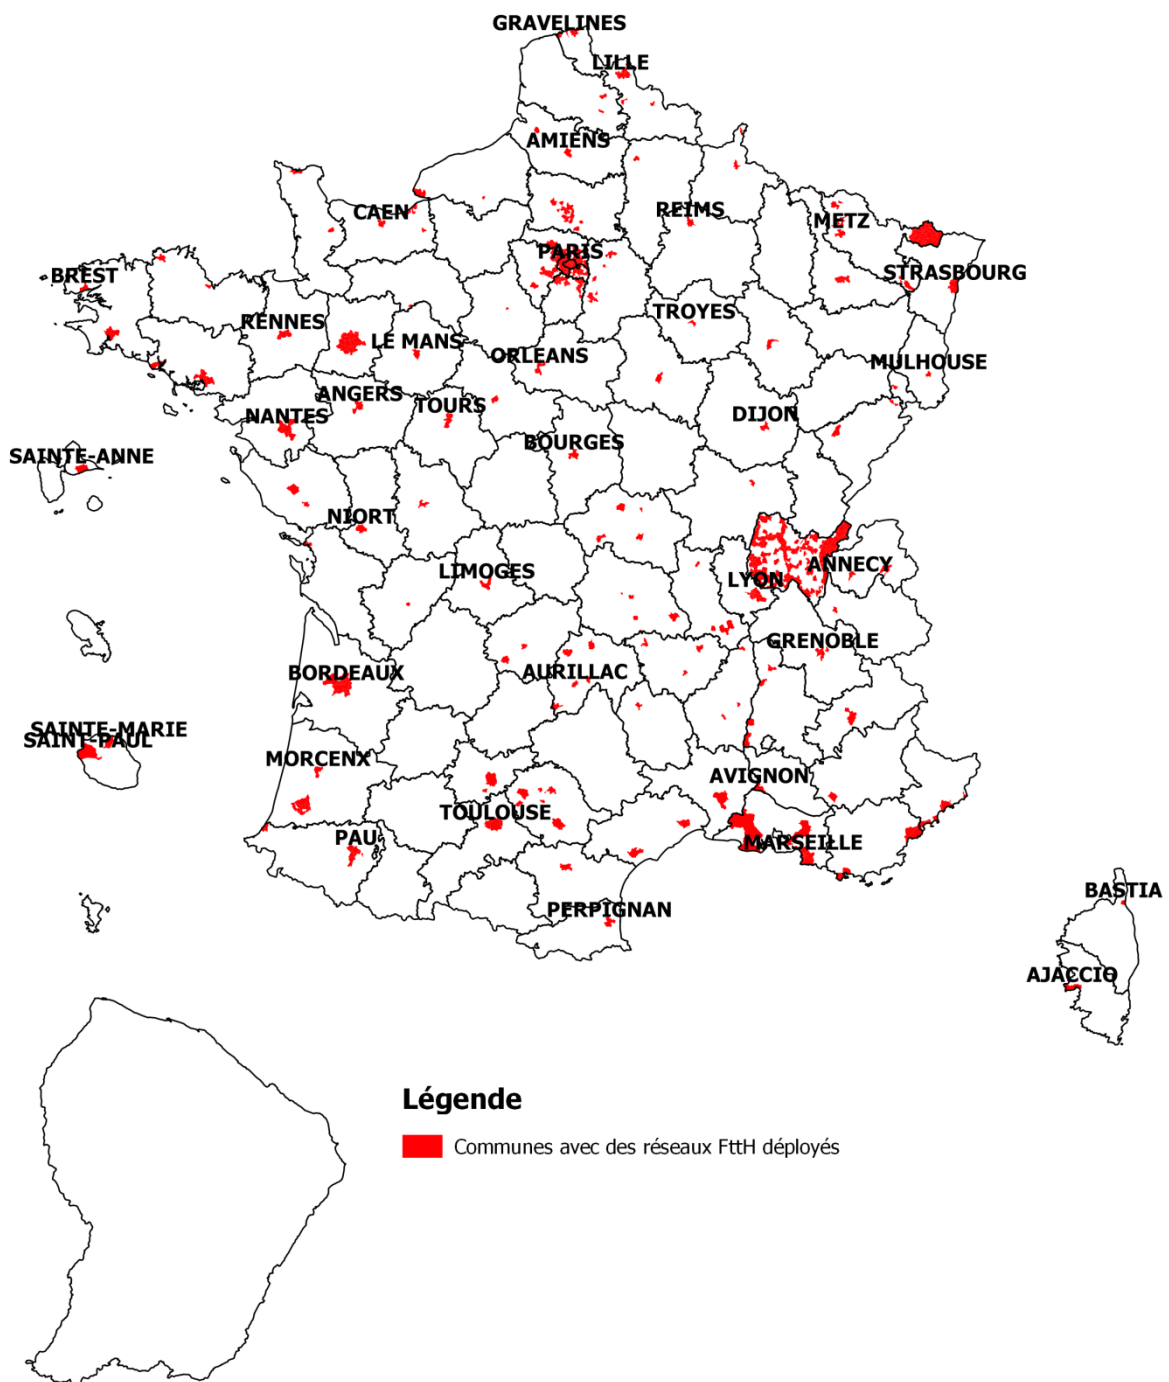 GRAVELINES
LILLE
AMIENS
CAEN
REIMS
METZ
PARIS
BREST
STRASBOURG
RENNES
TROYES
LE MANS
ORLEANS
MULHOUSE
ANGERS
TOURS
NANTES
DIJON
BOURGES
SAINTE-ANNE
NIORT
LIMOGES
ANNECY
LYON
GRENOBLE
BORDEAUX
AURILLAC
SAINTE-MARIE
SAINT-PAUL
MORCENX
AVIGNON
TOULOUSE
PAU
MARSEILLE
BASTIA
PERPIGNAN
AJACCIO
Légende
Communes avec des réseaux FttH déployés